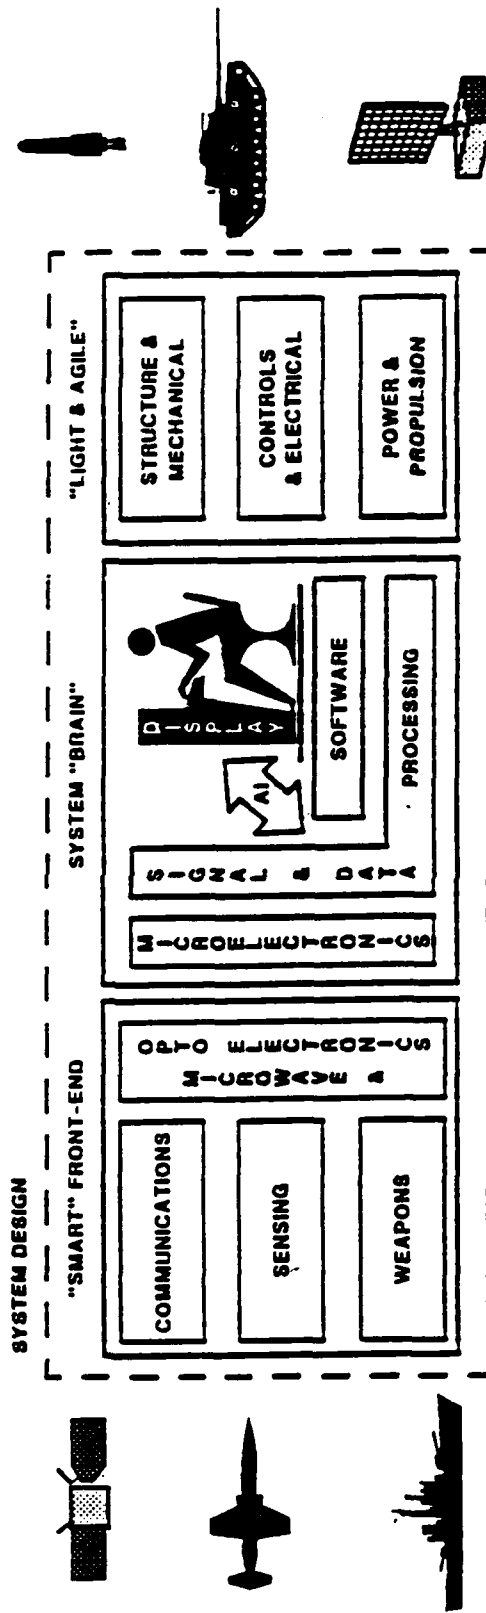 SYSTEM DESIGN
"SMART" FRONT-END
SYSTEM "BRAIN"
"LIGHT & AGILE"
COMMUNICATIONS
SENSING
WEAPONS
MICROWAVE &
OPTO ELECTRONICS
MICROELECTRONICS
SIGNAL & DATA
PROCESSING
AI
DISPLAY
SOFTWARE
STRUCTURE &
MECHANICAL
CONTROLS
& ELECTRICAL
POWER &
PROPULSION